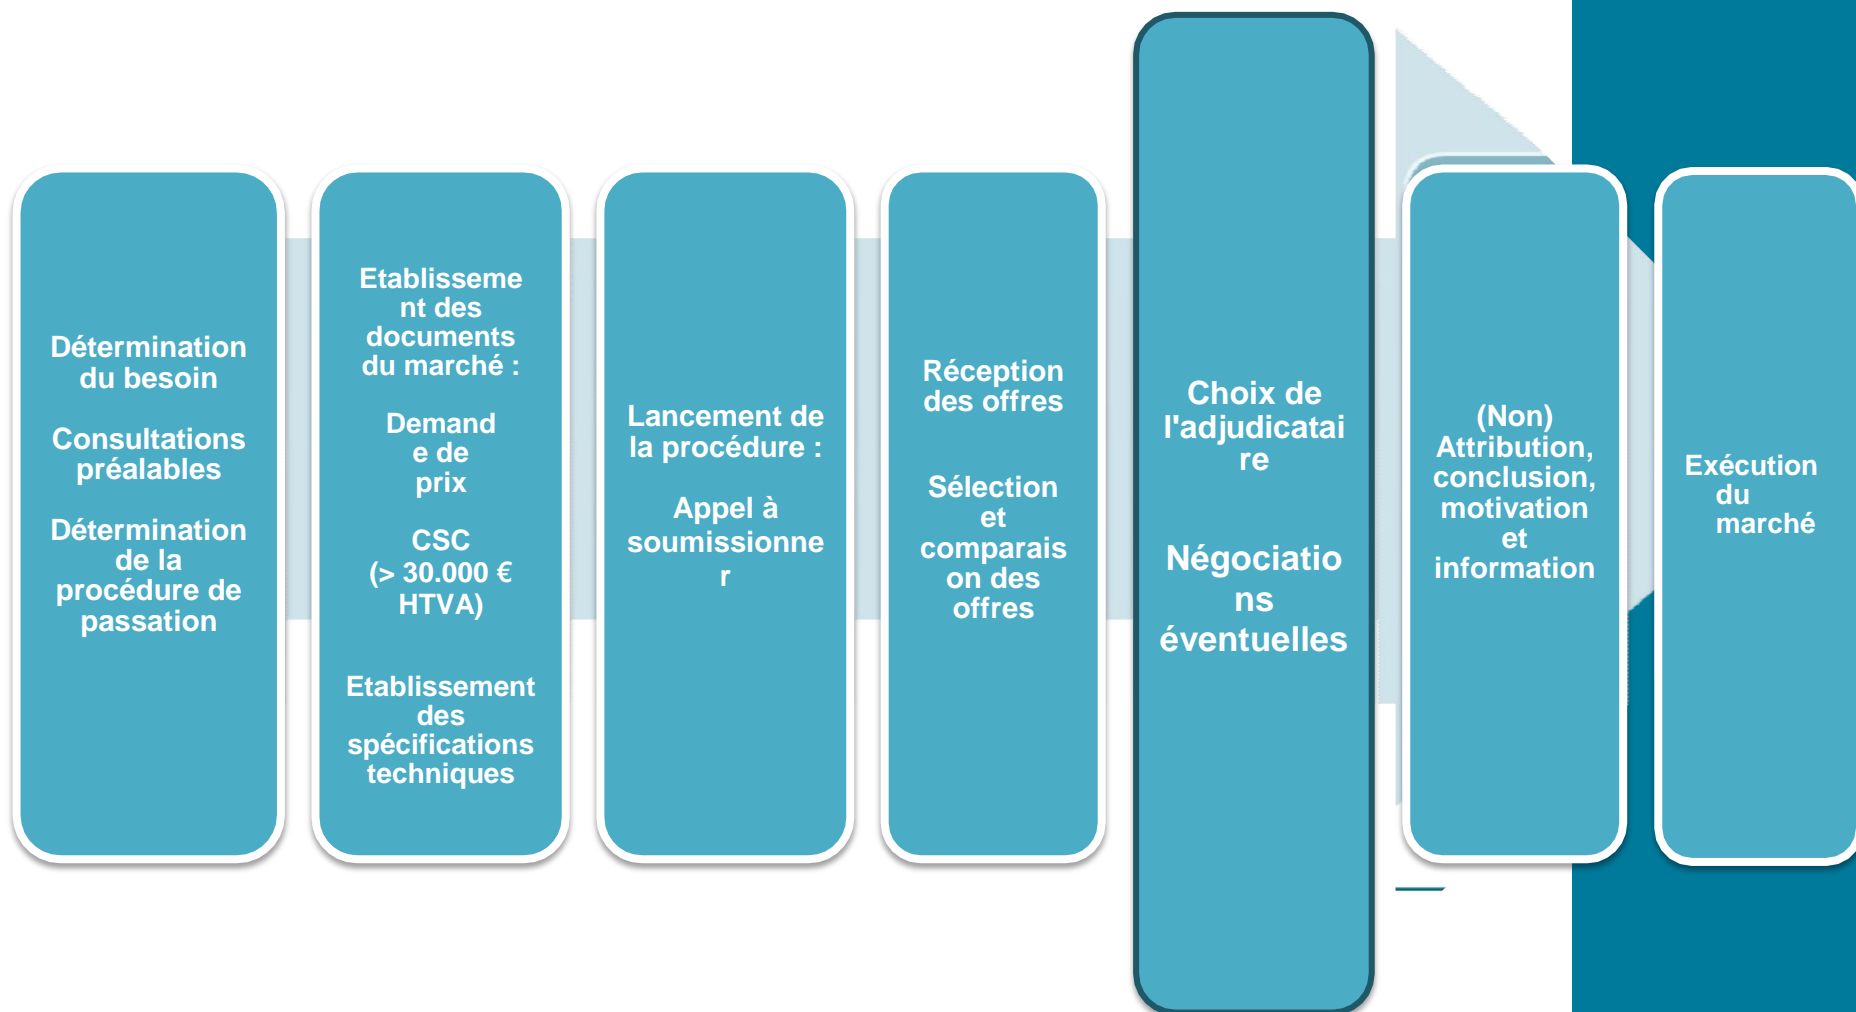 Détermination
du besoin
Consultations
préalables
Détermination
de la
procédure de
passation
Etablisseme
nt des
documents
du marché :
Demand
e de
prix
CSC
(> 30.000 €
HTVA)
Etablissement
des
spécifications
techniques
Lancement de
la procédure :
Appel à
soumissionne
r
Réception
des offres
Sélection
et
comparais
on des
offres
Choix de
l'adjudicatai
re
Négociatio
ns
éventuelles
(Non)
Attribution,
conclusion,
motivation
et
information
Exécution
du
marché